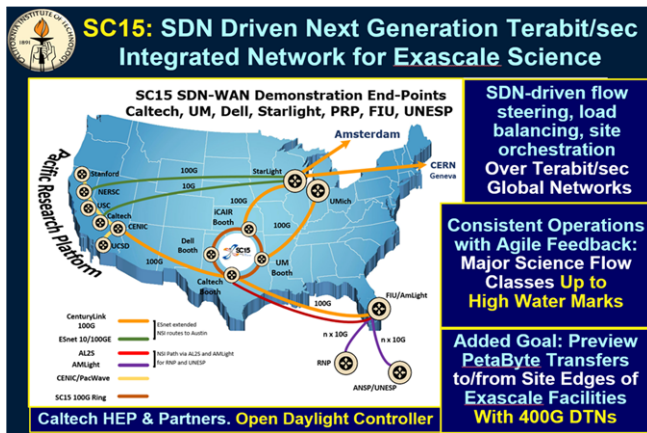 SC15: SDN Driven Next Generation Terabit/sec
Integrated Network for Exascale Science
SC15 SDN-WAN Demonstration End-Points
Caltech, UM, Dell, Starlight, PRP, FIU, UNESP
Amsterdam
CERN
Geneva
Pacific Research Platform
Stanford
NERSC
USC
Caltech
CENIC
UCSD
100G
10G
StarLight
UMich
100G
100G
iCAIR
Booth
Dell
Booth
SC15
UM
Booth
Caltech
Booth
100G
100G
FIU/AmLight
n x 10G
n x 10G
RNP
ANSP/UNESP
CenturyLink
100G
ESnet 10/100GE
ESnet extended
NSI routes to Austin
AL2S
AMLight
NSI Path via AL2S and AMLight
for RNP and UNESP
CENIC/PacWave
SC15 100G Ring
SDN-driven flow
steering, load
balancing, site
orchestration
Over Terabit/sec
Global Networks
Consistent Operations
with Agile Feedback:
Major Science Flow
Classes Up to
High Water Marks
Added Goal: Preview
PetaByte Transfers
to/from Site Edges of
Exascale Facilities
With 400G DTNs
Caltech HEP & Partners. Open Daylight Controller